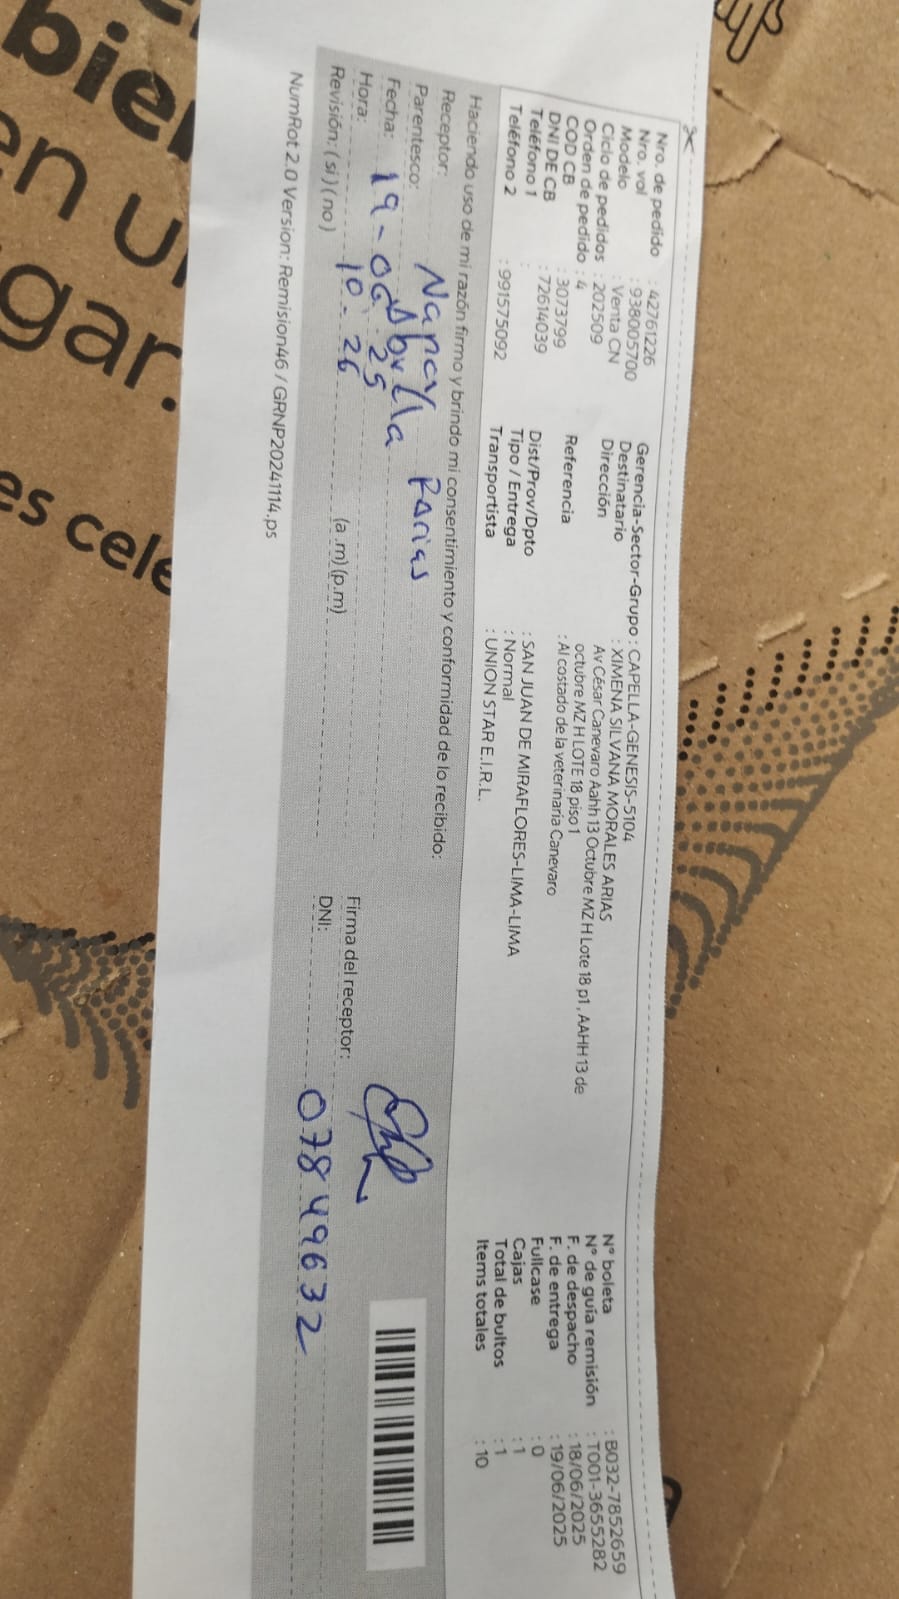 Nro. de pedido : 42761226
Nro. vol : 938005700
Modelo : Venta CN
Ciclo de pedidos : 202509
Orden de pedido : 4
COD CB : 3073799
DNI DE CB : 72614039
Teléfono 1 :
Teléfono 2 : 991575092
Gerencia-Sector-Grupo : CAPELLA-GENESIS-5104
Destinatario : XIMENA SILVANA MORALES ARIAS
Dirección Av César Canevaro Aahh 13 Octubre MZ H Lote 18 p1 , AAHH 13 de
octubre MZ H LOTE 18 piso 1
Referencia : Al costado de la veterinaria Canevaro
Dist/Prov/Dpto : SAN JUAN DE MIRAFLORES-LIMA-LIMA
Tipo / Entrega : Normal
Transportista : UNION STAR E.I.R.L.
N° boleta : B032-7852659
N° de guía remisión : T001-3655282
F. de despacho : 18/06/2025
F. de entrega : 19/06/2025
Fullcase : 0
Cajas : 1
Total de bultos : 1
Items totales : 10
Haciendo uso de mi razón firmo y brindo mi consentimiento y conformidad de lo recibido:
Receptor: Nancy
Parentesco: Abuela
Fecha: 19-06-25
Hora: 10-26 (a .m) (p.m)
Revisión: ( si ) ( no )
Firma del receptor:
DNI: 07849632
NumRot 2.0 Version: Remision46 / GRNP20241114.ps
bie
en u
gar.
es cele